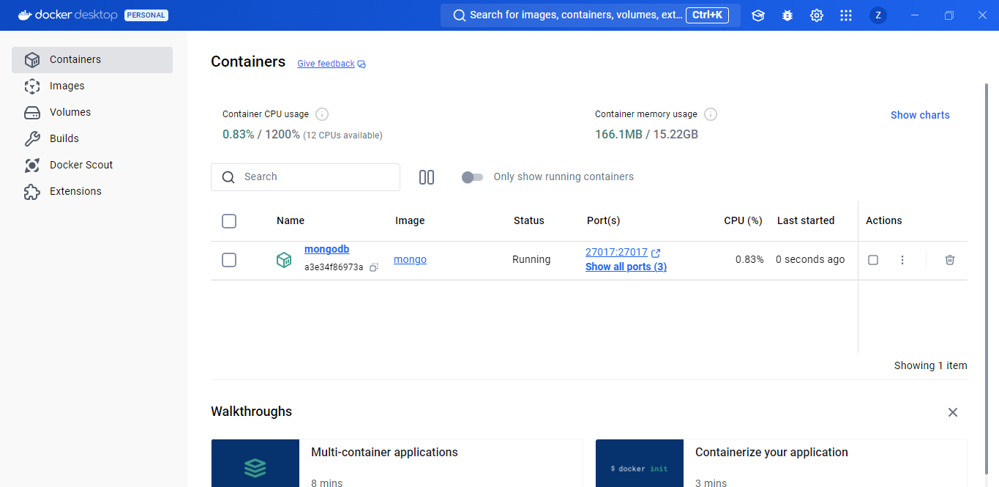 docker desktop PERSONAL
Search for images, containers, volumes, ext... Ctrl+K
Z
Containers
Images
Volumes
Builds
Docker Scout
Extensions
Containers Give feedback
Container CPU usage
0.83% / 1200% (12 CPUs available)
Container memory usage
166.1MB / 15.22GB
Show charts
Search
Only show running containers
Name Image Status Port(s) CPU (%) Last started Actions
mongodb
a3e34f86973a
mongo
Running
27017:27017
Show all ports (3)
0.83%
0 seconds ago
Showing 1 item
Walkthroughs
Multi-container applications
8 mins
$ docker init
Containerize your application
3 mins